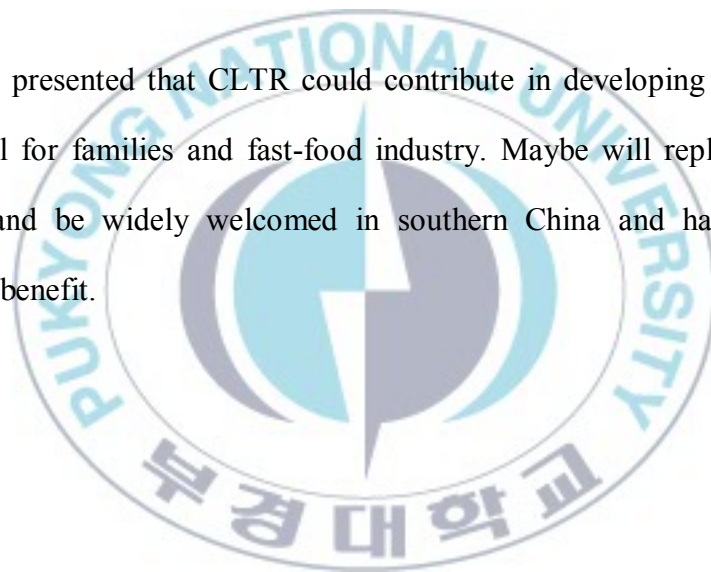 presented that CLTR could contribute in developing
l for families and fast-food industry. Maybe will repl
and be widely welcomed in southern China and ha
benefit.
PUKYONG NATIONAL UNIVERSITY
부경대학교